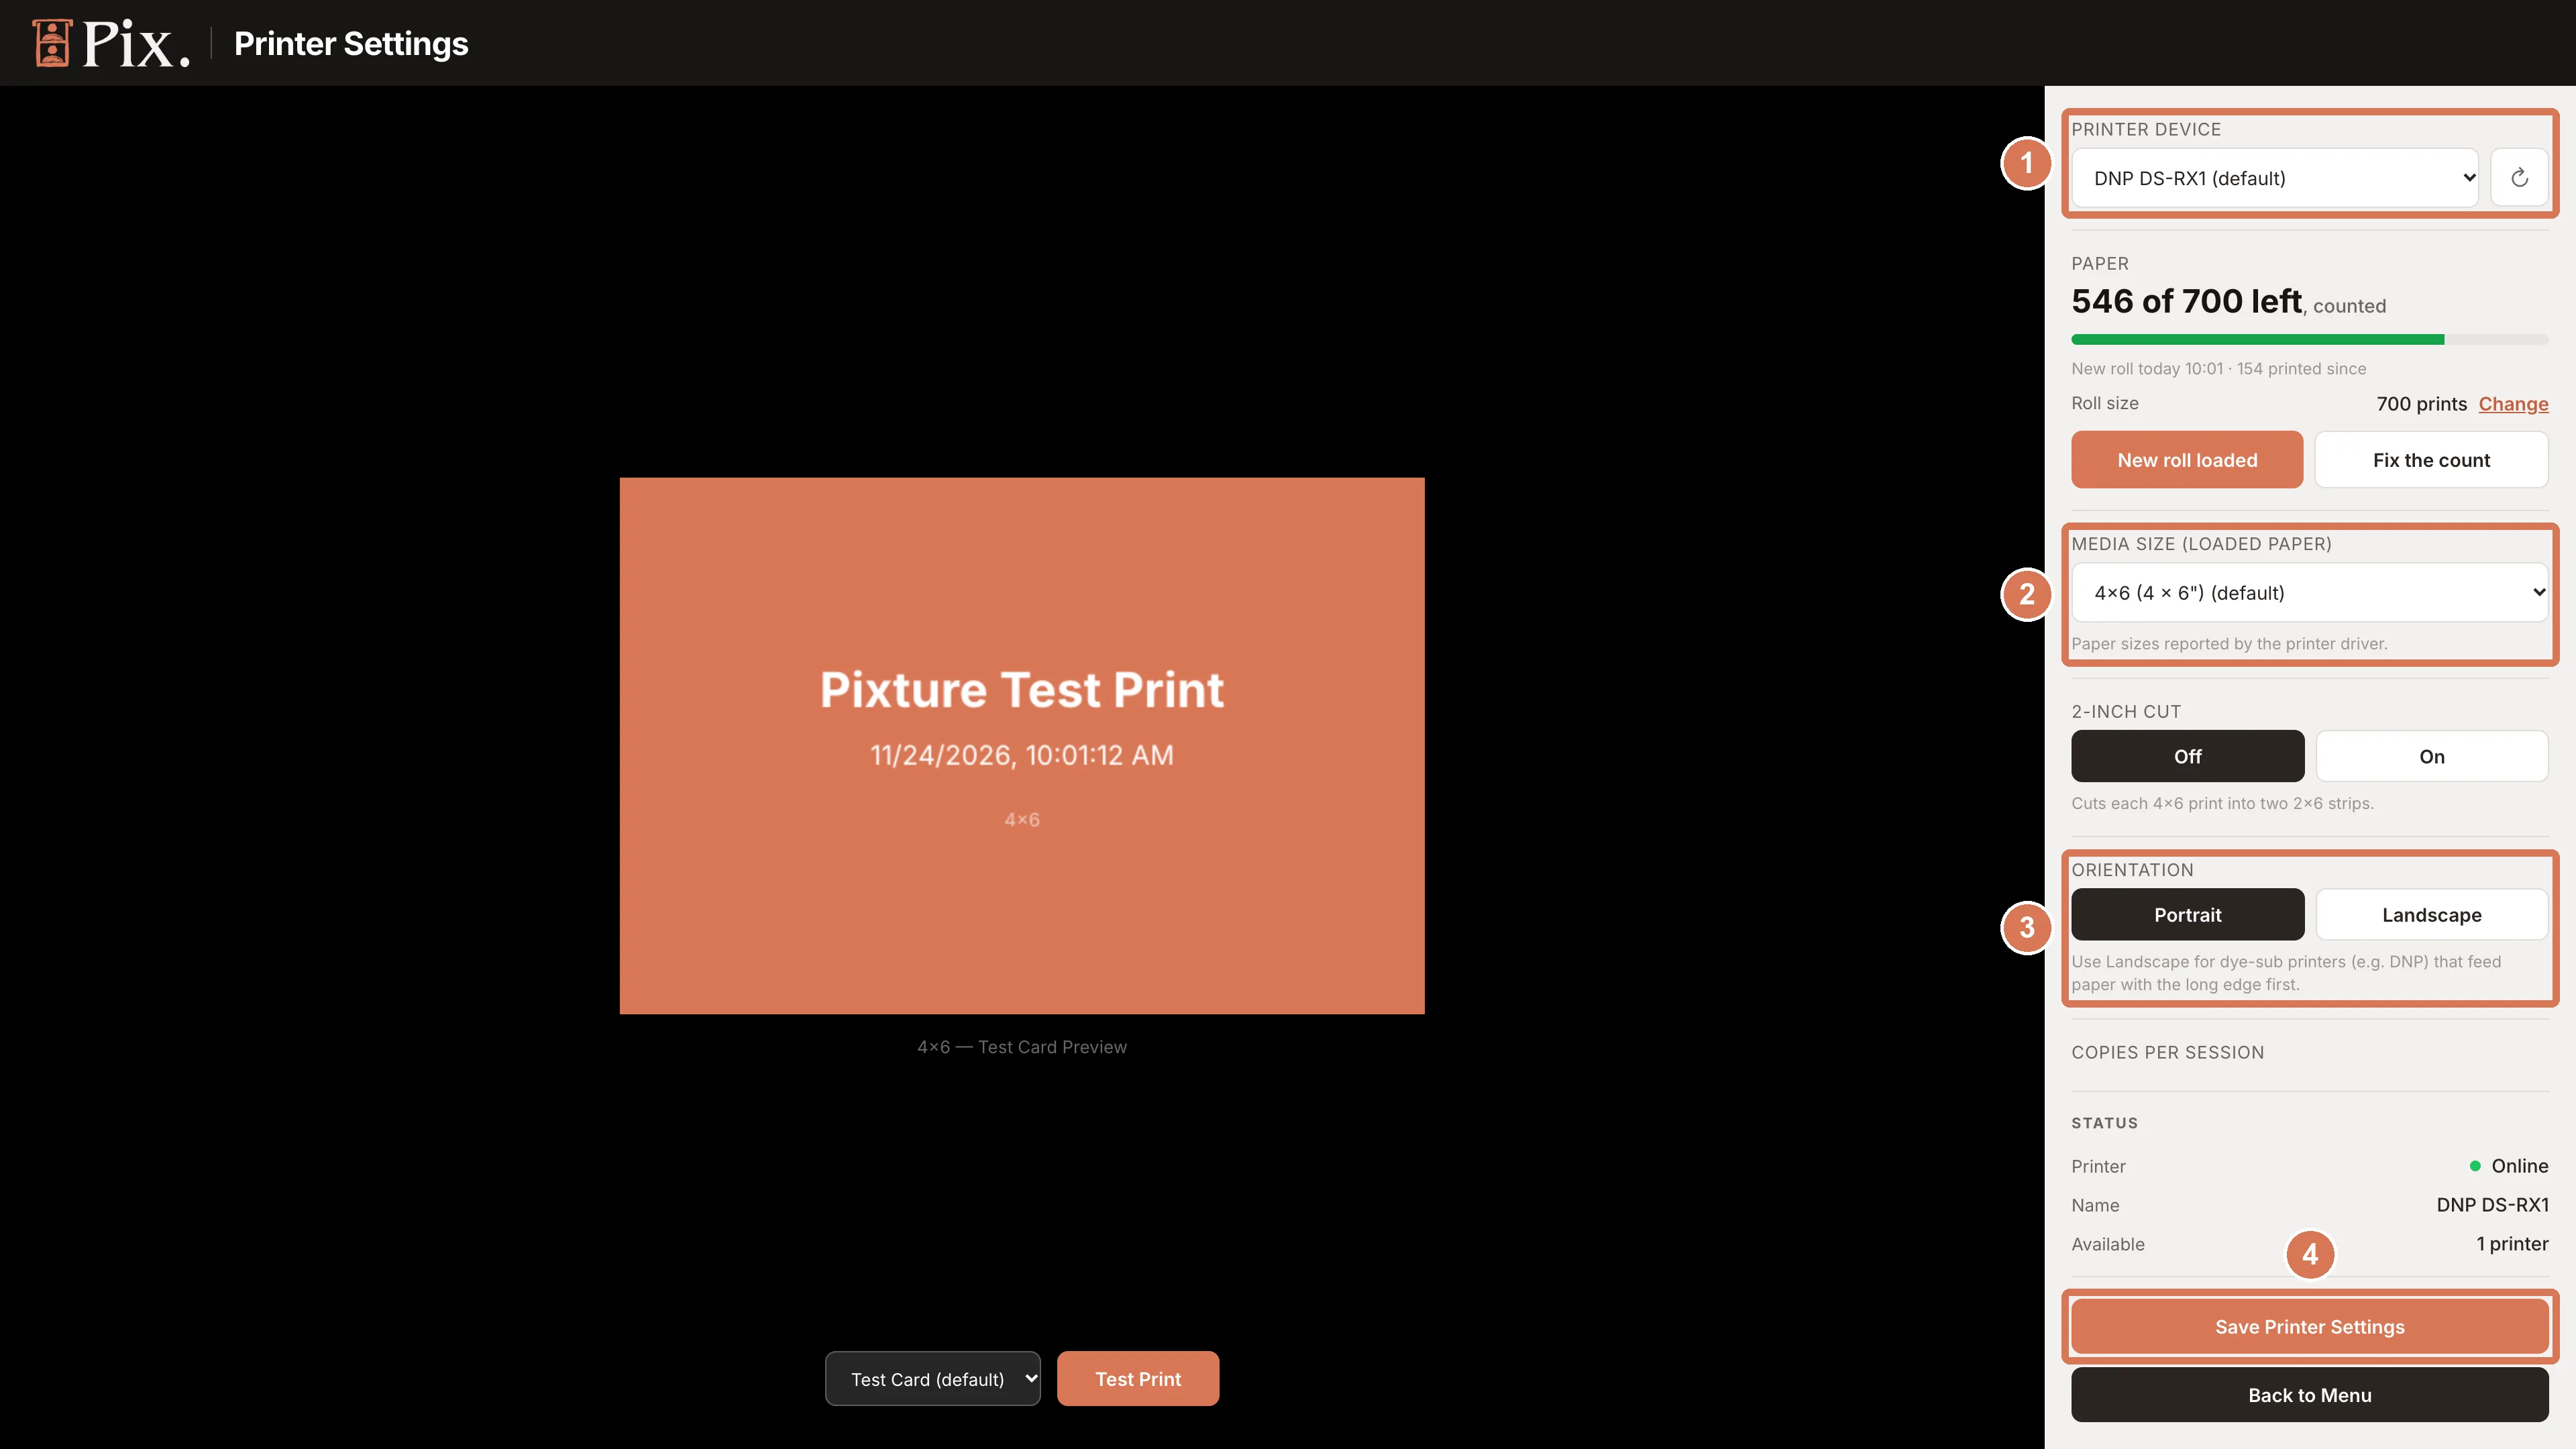 Pix.
Printer Settings
1
PRINTER DEVICE
DNP DS-RX1 (default)
PAPER
546 of 700 left, counted
New roll today 10:01 · 154 printed since
Roll size 700 prints Change
New roll loaded Fix the count
2
MEDIA SIZE (LOADED PAPER)
4×6 (4 × 6") (default)
Paper sizes reported by the printer driver.
2-INCH CUT
Off On
Cuts each 4×6 print into two 2×6 strips.
3
ORIENTATION
Portrait Landscape
Use Landscape for dye-sub printers (e.g. DNP) that feed
paper with the long edge first.
COPIES PER SESSION
STATUS
Printer Online
Name DNP DS-RX1
Available 1 printer
4
Save Printer Settings
Back to Menu
Pixture Test Print
11/24/2026, 10:01:12 AM
4×6
4×6 — Test Card Preview
Test Card (default) Test Print